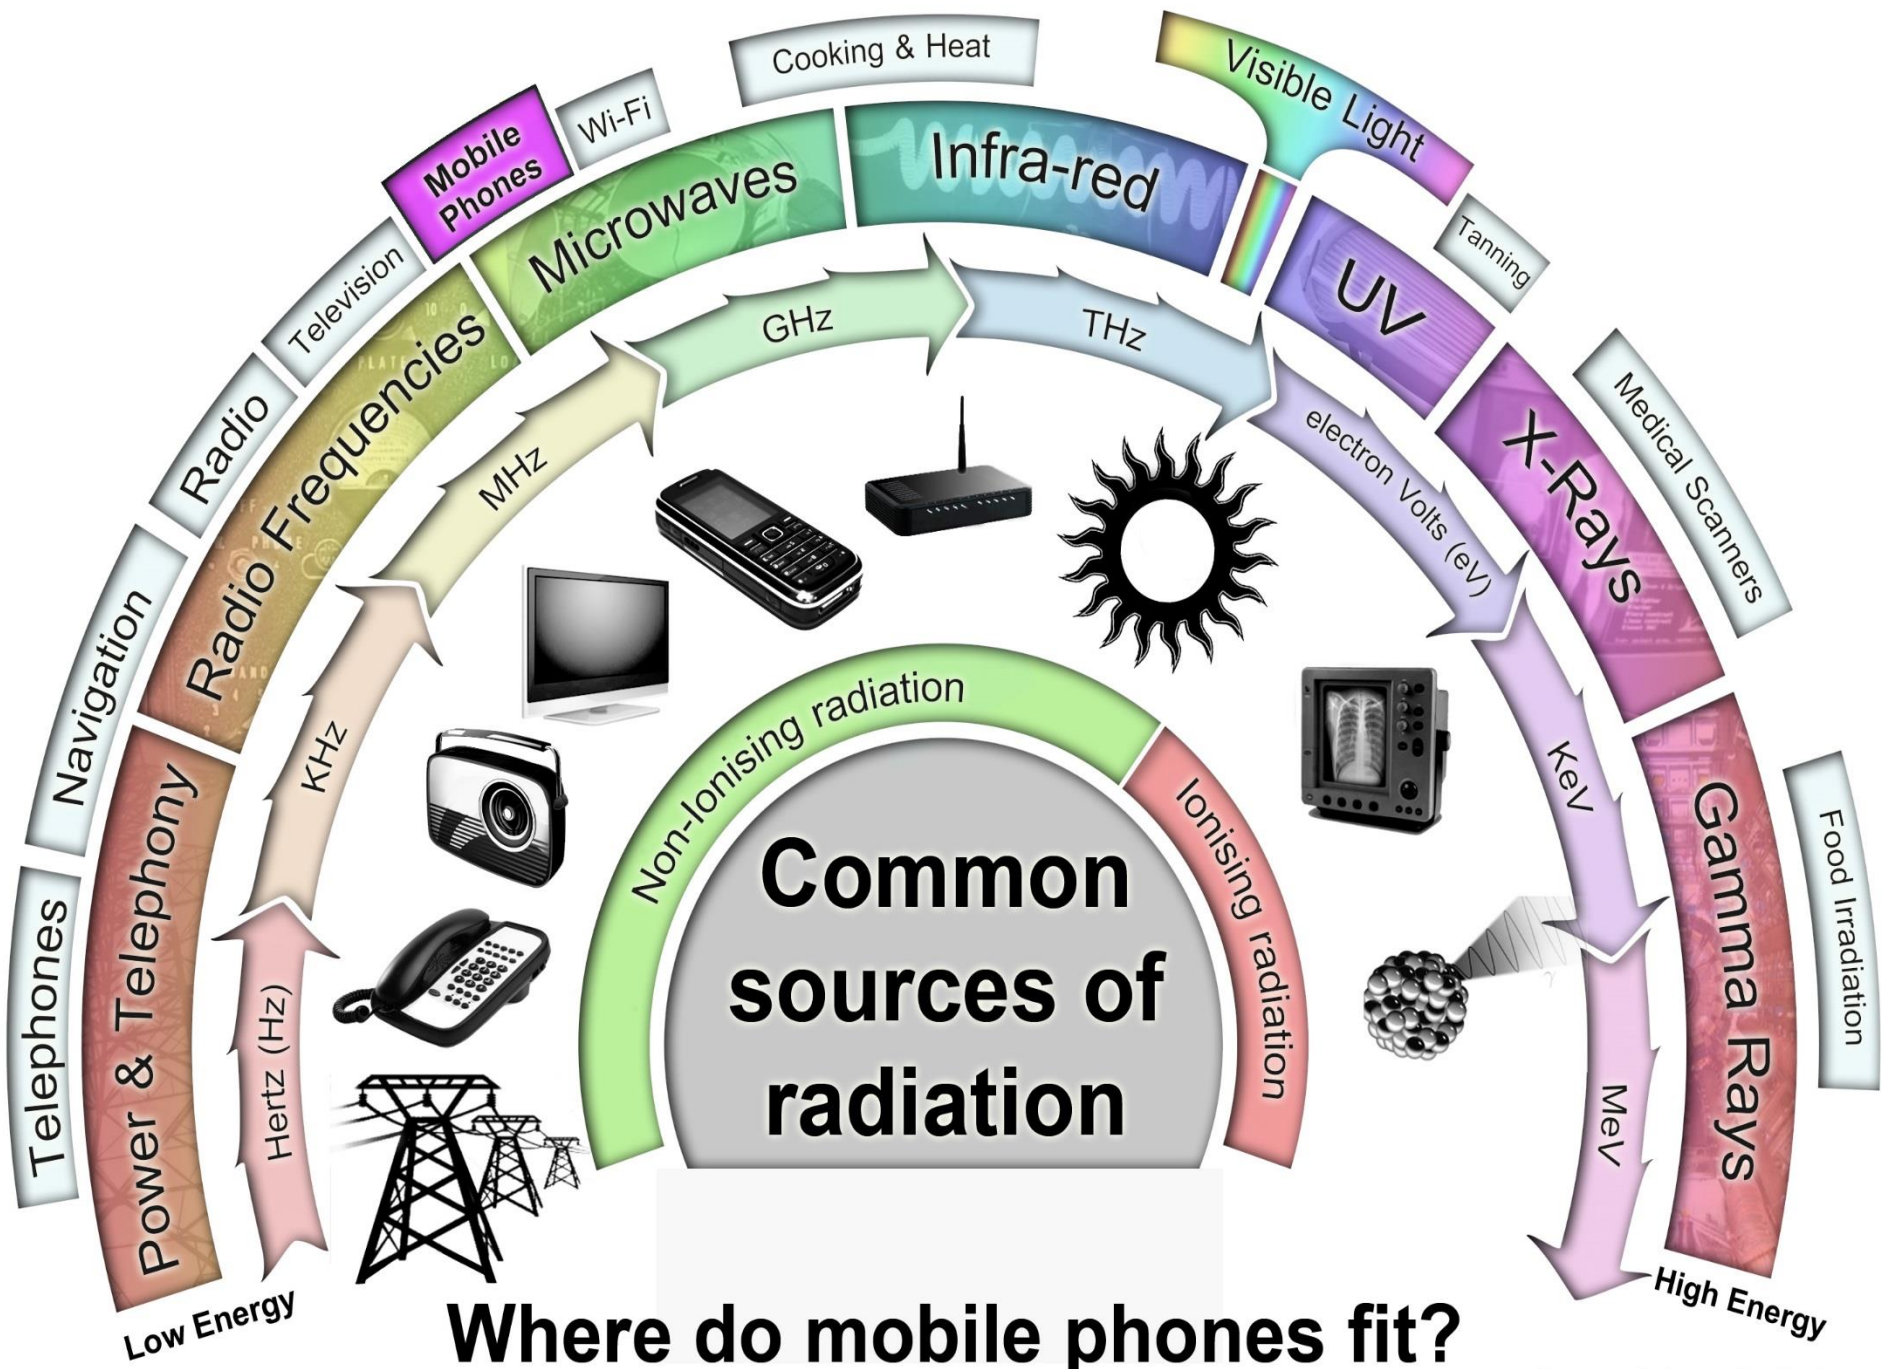 Telephones
Navigation
Radio
Television
Mobile
Phones
Wi-Fi
Cooking & Heat
Visible Light
Tanning
Medical Scanners
Food Irradiation
Power & Telephony
Radio Frequencies
Microwaves
Infra-red
UV
X-Rays
Gamma Rays
Hertz (Hz)
KHz
MHz
GHz
THz
electron Volts (eV)
KeV
MeV
Non-Ionising radiation
Ionising radiation
Common
sources of
radiation
Low Energy
High Energy
Where do mobile phones fit?